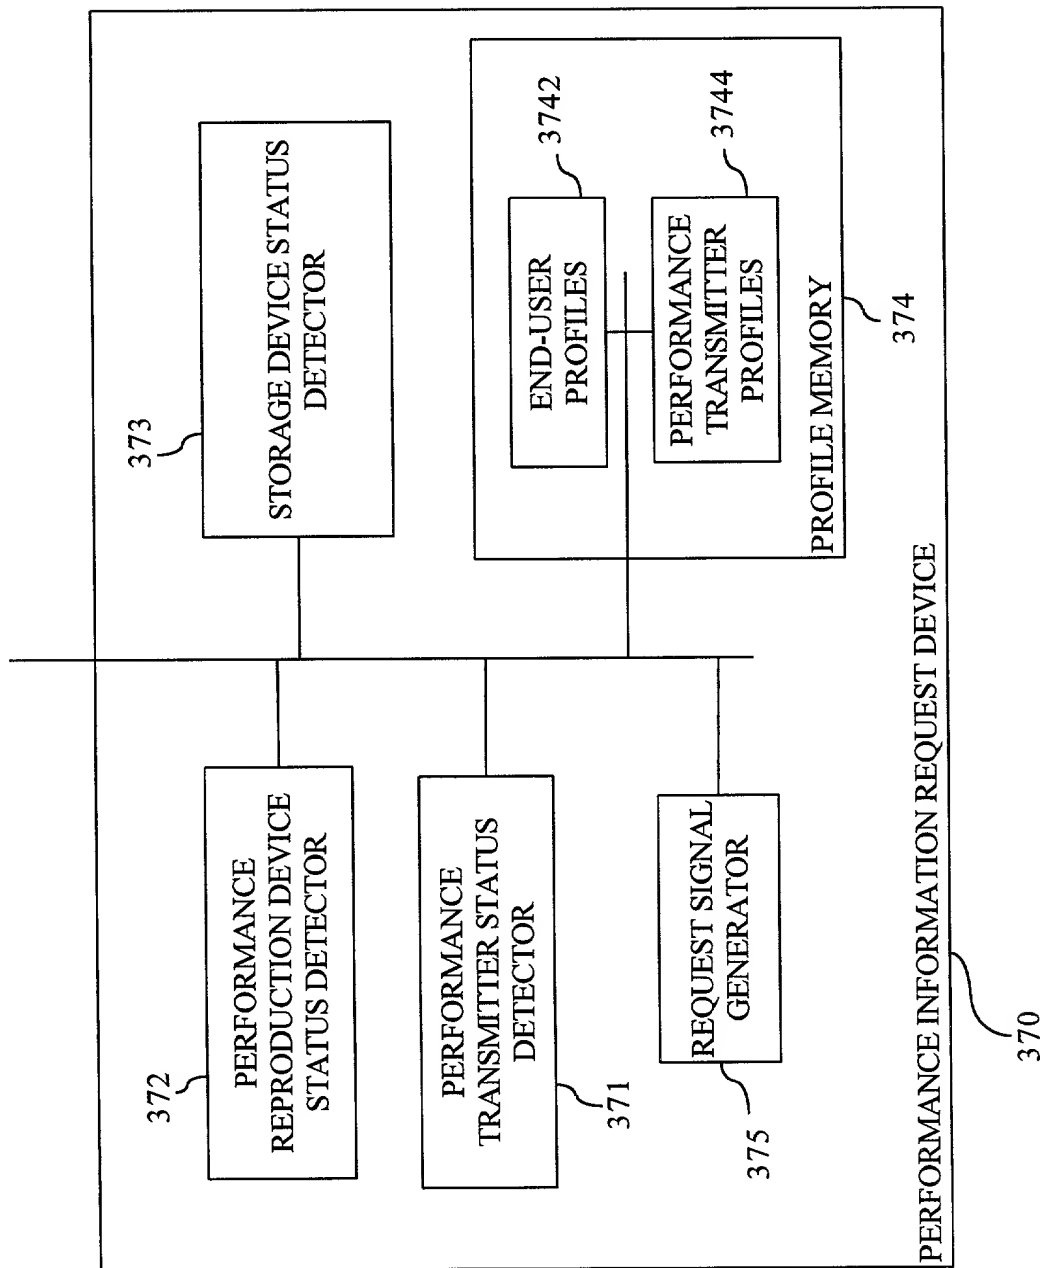 372
PERFORMANCE
REPRODUCTION DEVICE
STATUS DETECTOR
373
STORAGE DEVICE STATUS
DETECTOR
PERFORMANCE
TRANSMITTER STATUS
DETECTOR
371
END-USER
PROFILES
3742
PERFORMANCE
TRANSMITTER
PROFILES
3744
REQUEST SIGNAL
GENERATOR
375
PROFILE MEMORY
374
PERFORMANCE INFORMATION REQUEST DEVICE
370